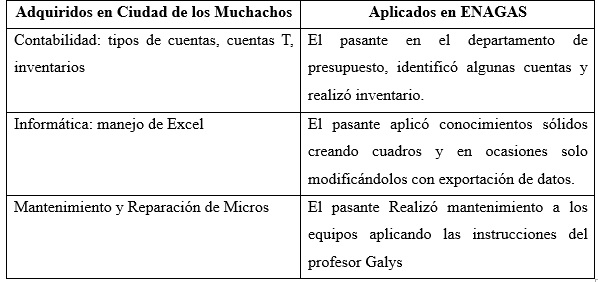 Adquiridos en Ciudad de los Muchachos
Aplicados en ENAGAS
Contabilidad: tipos de cuentas, cuentas T,
inventarios
El pasante en el departamento de
presupuesto, identificó algunas cuentas y
realizó inventario.
Informática: manejo de Excel
El pasante aplicó conocimientos sólidos
creando cuadros y en ocasiones solo
modificándolos con exportación de datos.
Mantenimiento y Reparación de Micros
El pasante Realizó mantenimiento a los
equipos aplicando las instrucciones del
profesor Galys